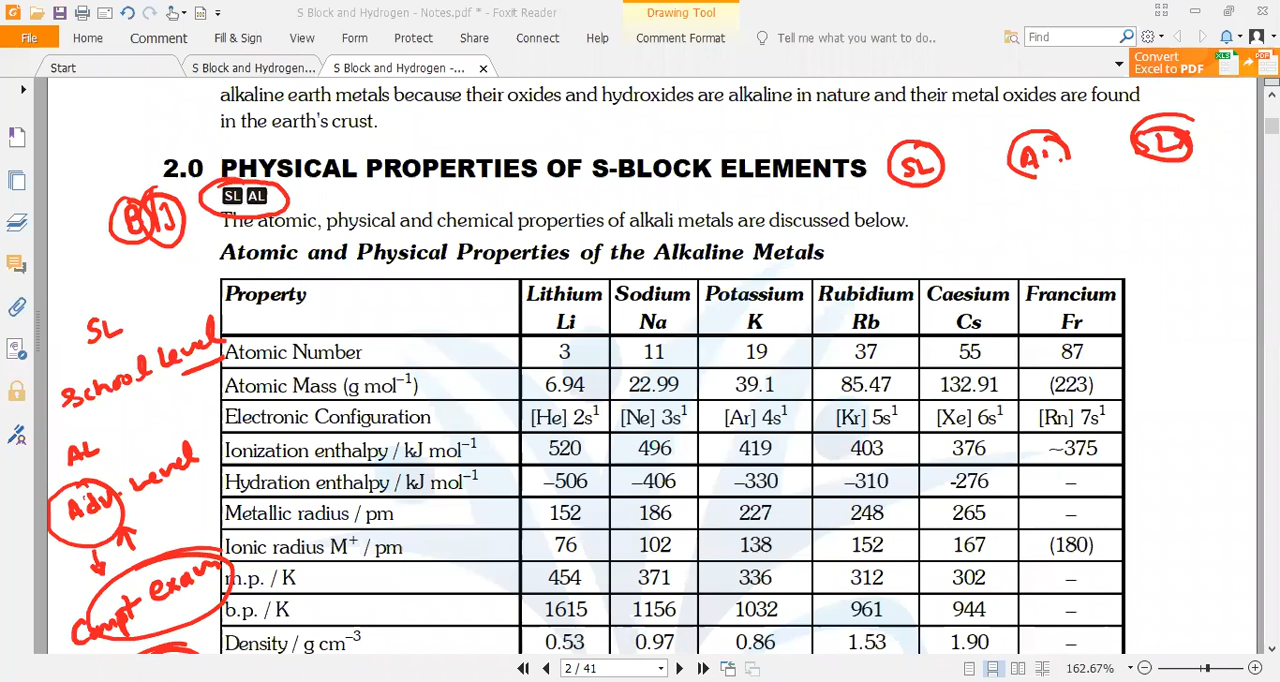 S Block and Hydrogen - Notes.pdf * - Foxit Reader
Drawing Tool
File Home Comment Fill & Sign View Form Protect Share Connect Help Comment Format Tell me what you want to do.. Find
Start S Block and Hydrogen... S Block and Hydrogen -... Convert Excel to PDF
alkaline earth metals because their oxides and hydroxides are alkaline in nature and their metal oxides are found
in the earth's crust.
2.0 PHYSICAL PROPERTIES OF S-BLOCK ELEMENTS SL
SL AL
B J
The atomic, physical and chemical properties of alkali metals are discussed below.
Atomic and Physical Properties of the Alkaline Metals
Property Lithium Li Sodium Na Potassium K Rubidium Rb Caesium Cs Francium Fr
Atomic Number 3 11 19 37 55 87
Atomic Mass (g mol⁻¹) 6.94 22.99 39.1 85.47 132.91 (223)
Electronic Configuration [He] 2s¹ [Ne] 3s¹ [Ar] 4s¹ [Kr] 5s¹ [Xe] 6s¹ [Rn] 7s¹
Ionization enthalpy / kJ mol⁻¹ 520 496 419 403 376 ~375
Hydration enthalpy / kJ mol⁻¹ –506 –406 –330 –310 -276 –
Metallic radius / pm 152 186 227 248 265 –
Ionic radius M⁺ / pm 76 102 138 152 167 (180)
m.p. / K 454 371 336 312 302 –
b.p. / K 1615 1156 1032 961 944 –
Density / g cm⁻³ 0.53 0.97 0.86 1.53 1.90 –
SL
School Level
AL
Adv. Level
Compt exam
2 / 41 162.67%